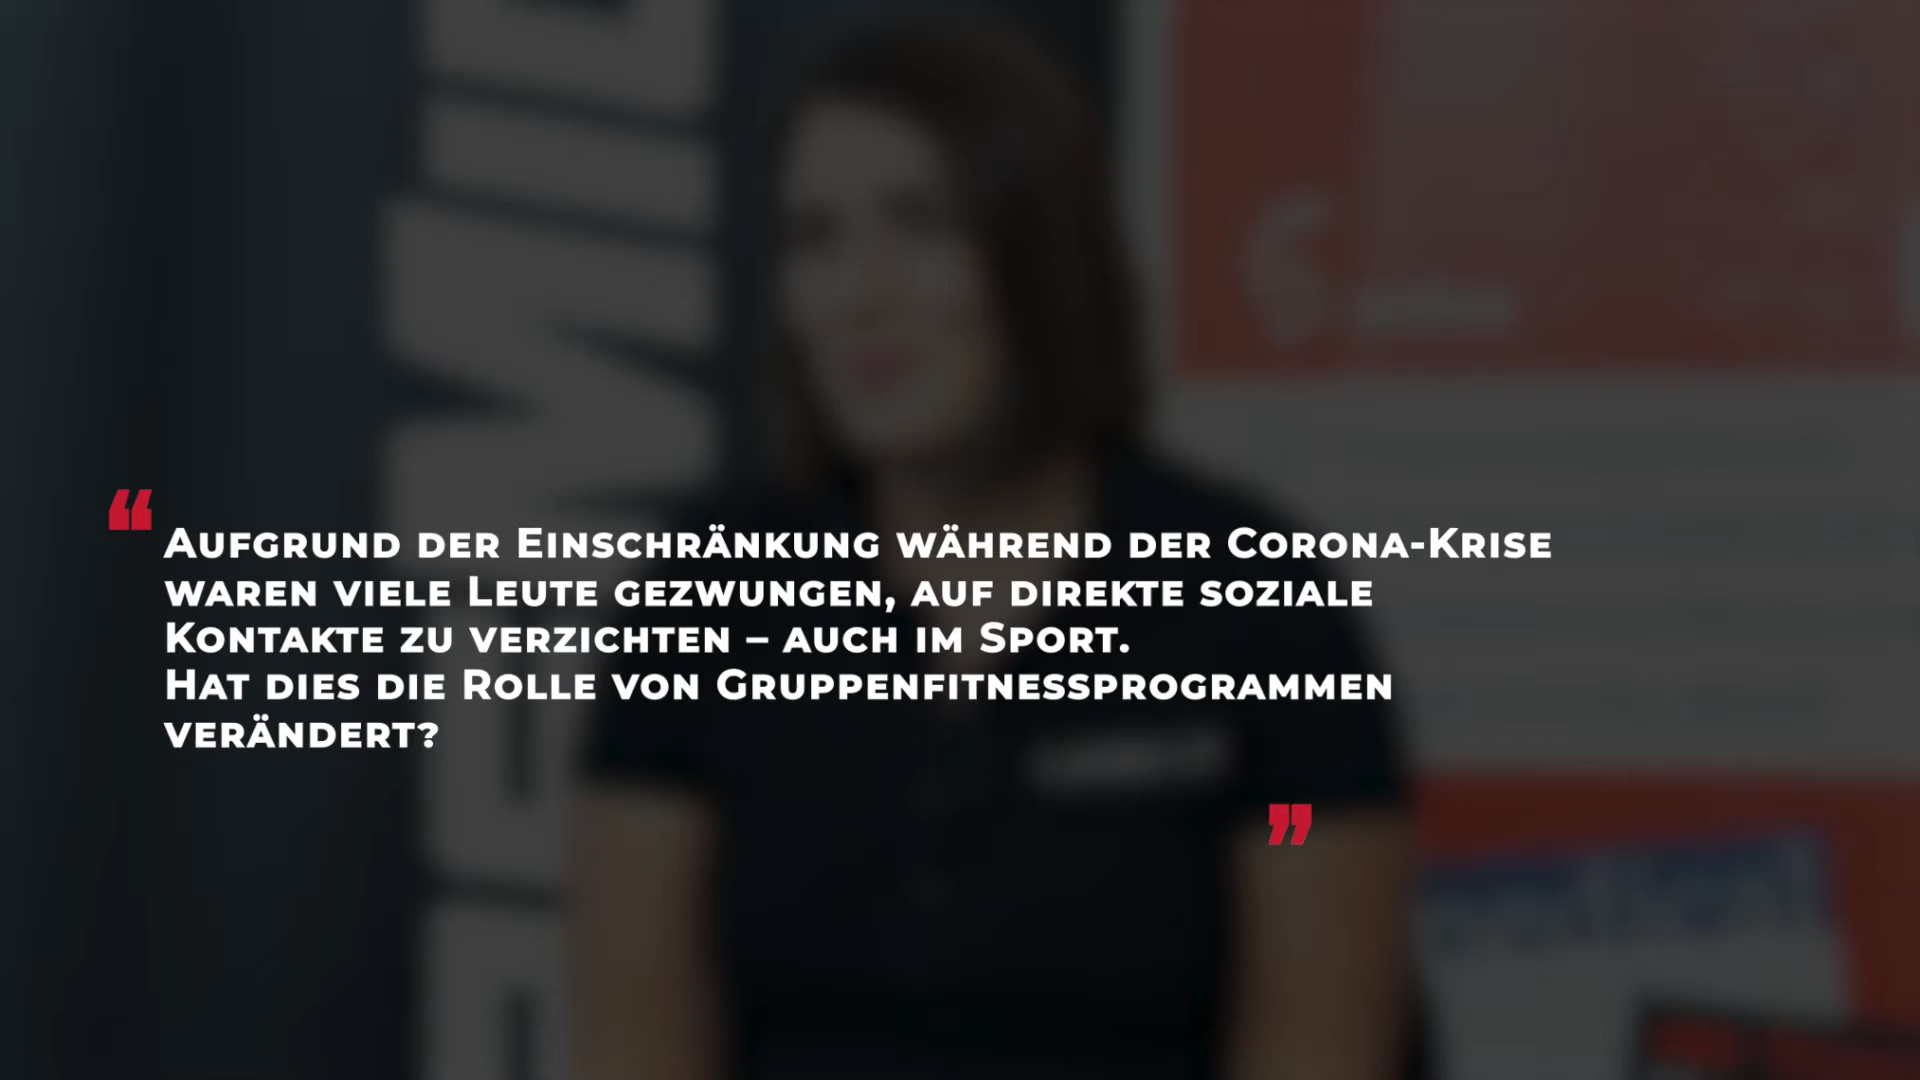 “Aufgrund der Einschränkung während der Corona-Krise
waren viele Leute gezwungen, auf direkte soziale
Kontakte zu verzichten – auch im Sport.
Hat dies die Rolle von Gruppenfitnessprogrammen
verändert?
”